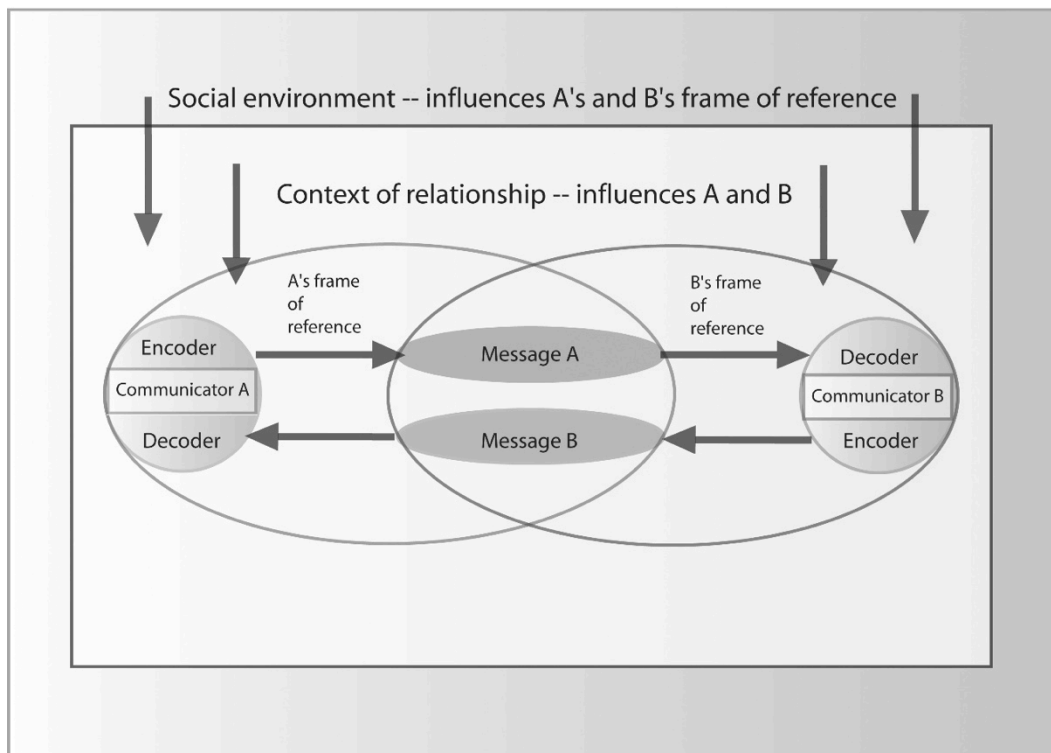 Social environment -- influences A's and B's frame of reference
Context of relationship -- influences A and B
A's frame
of
reference
B's frame
of
reference
Encoder
Communicator A
Decoder
Message A
Message B
Decoder
Communicator B
Encoder